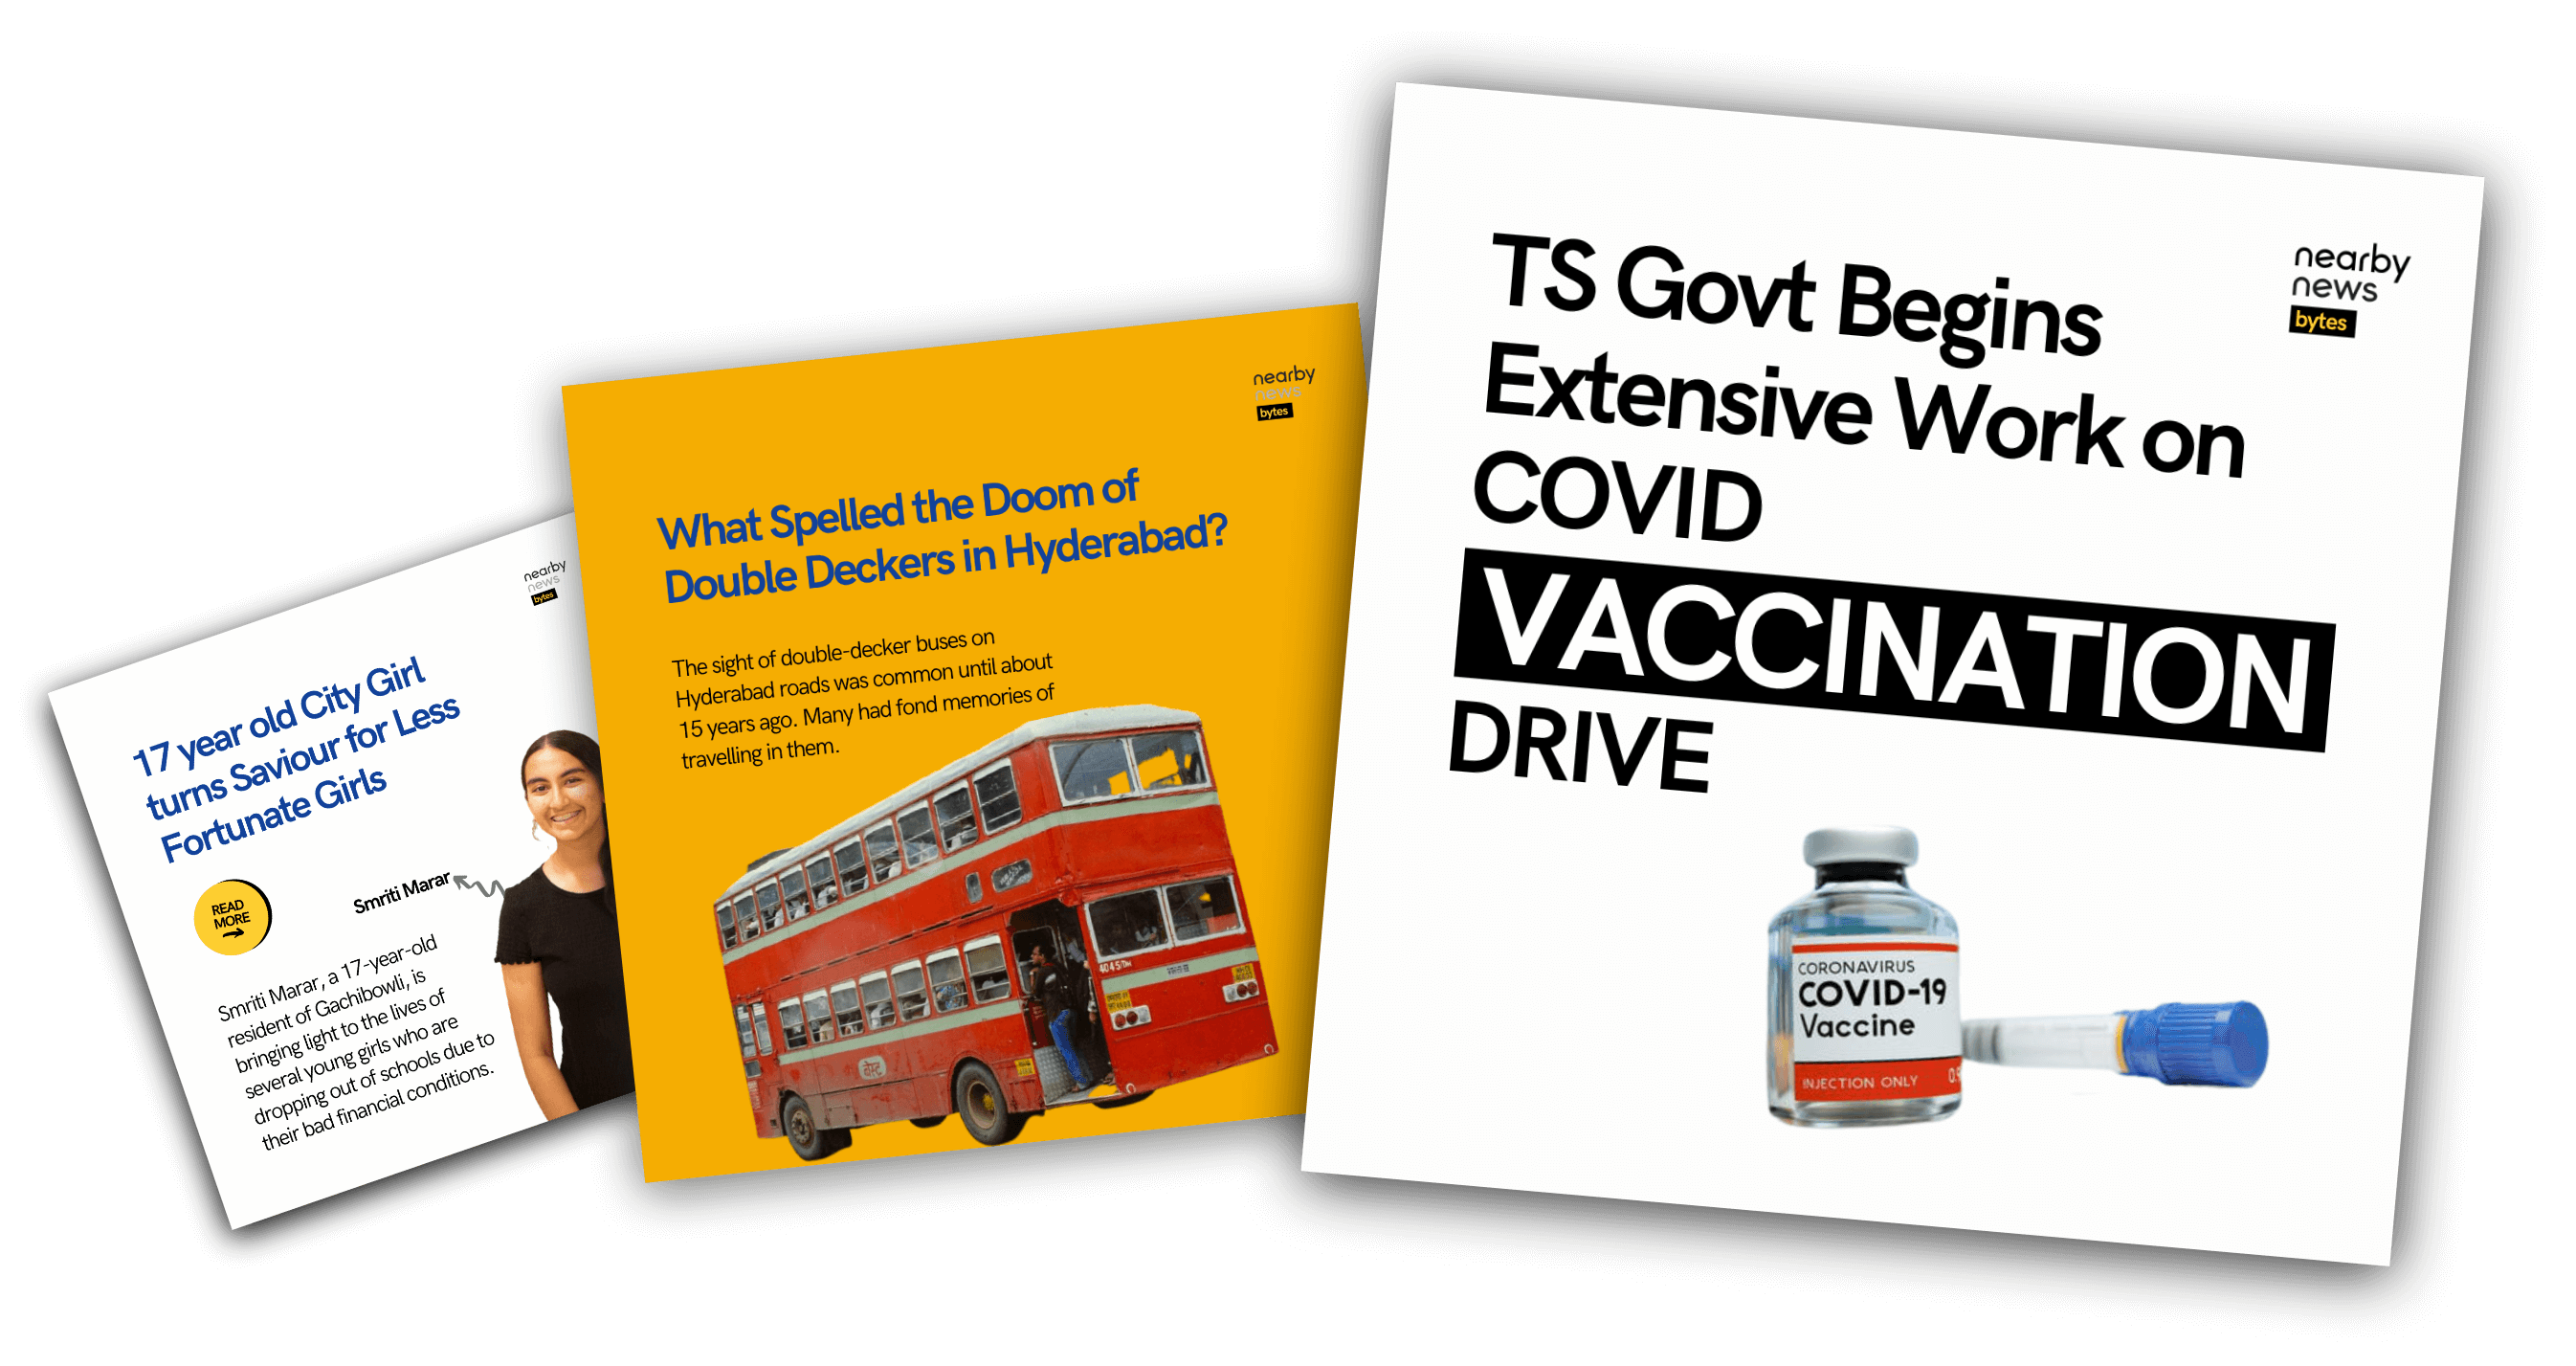 nearby
news
bytes
17 year old City Girl
turns Saviour for Less
Fortunate Girls
READ
MORE
Smriti Marar
Smriti Marar, a 17-year-old
resident of Gachibowli, is
bringing light to the lives of
several young girls who are
dropping out of schools due to
their bad financial conditions.
nearby
news
bytes
What Spelled the Doom of
Double Deckers in Hyderabad?
The sight of double-decker buses on
Hyderabad roads was common until about
15 years ago. Many had fond memories of
travelling in them.
बेस्ट
nearby
news
bytes
TS Govt Begins
Extensive Work on
COVID
VACCINATION
DRIVE
CORONAVIRUS
COVID-19
Vaccine
INJECTION ONLY